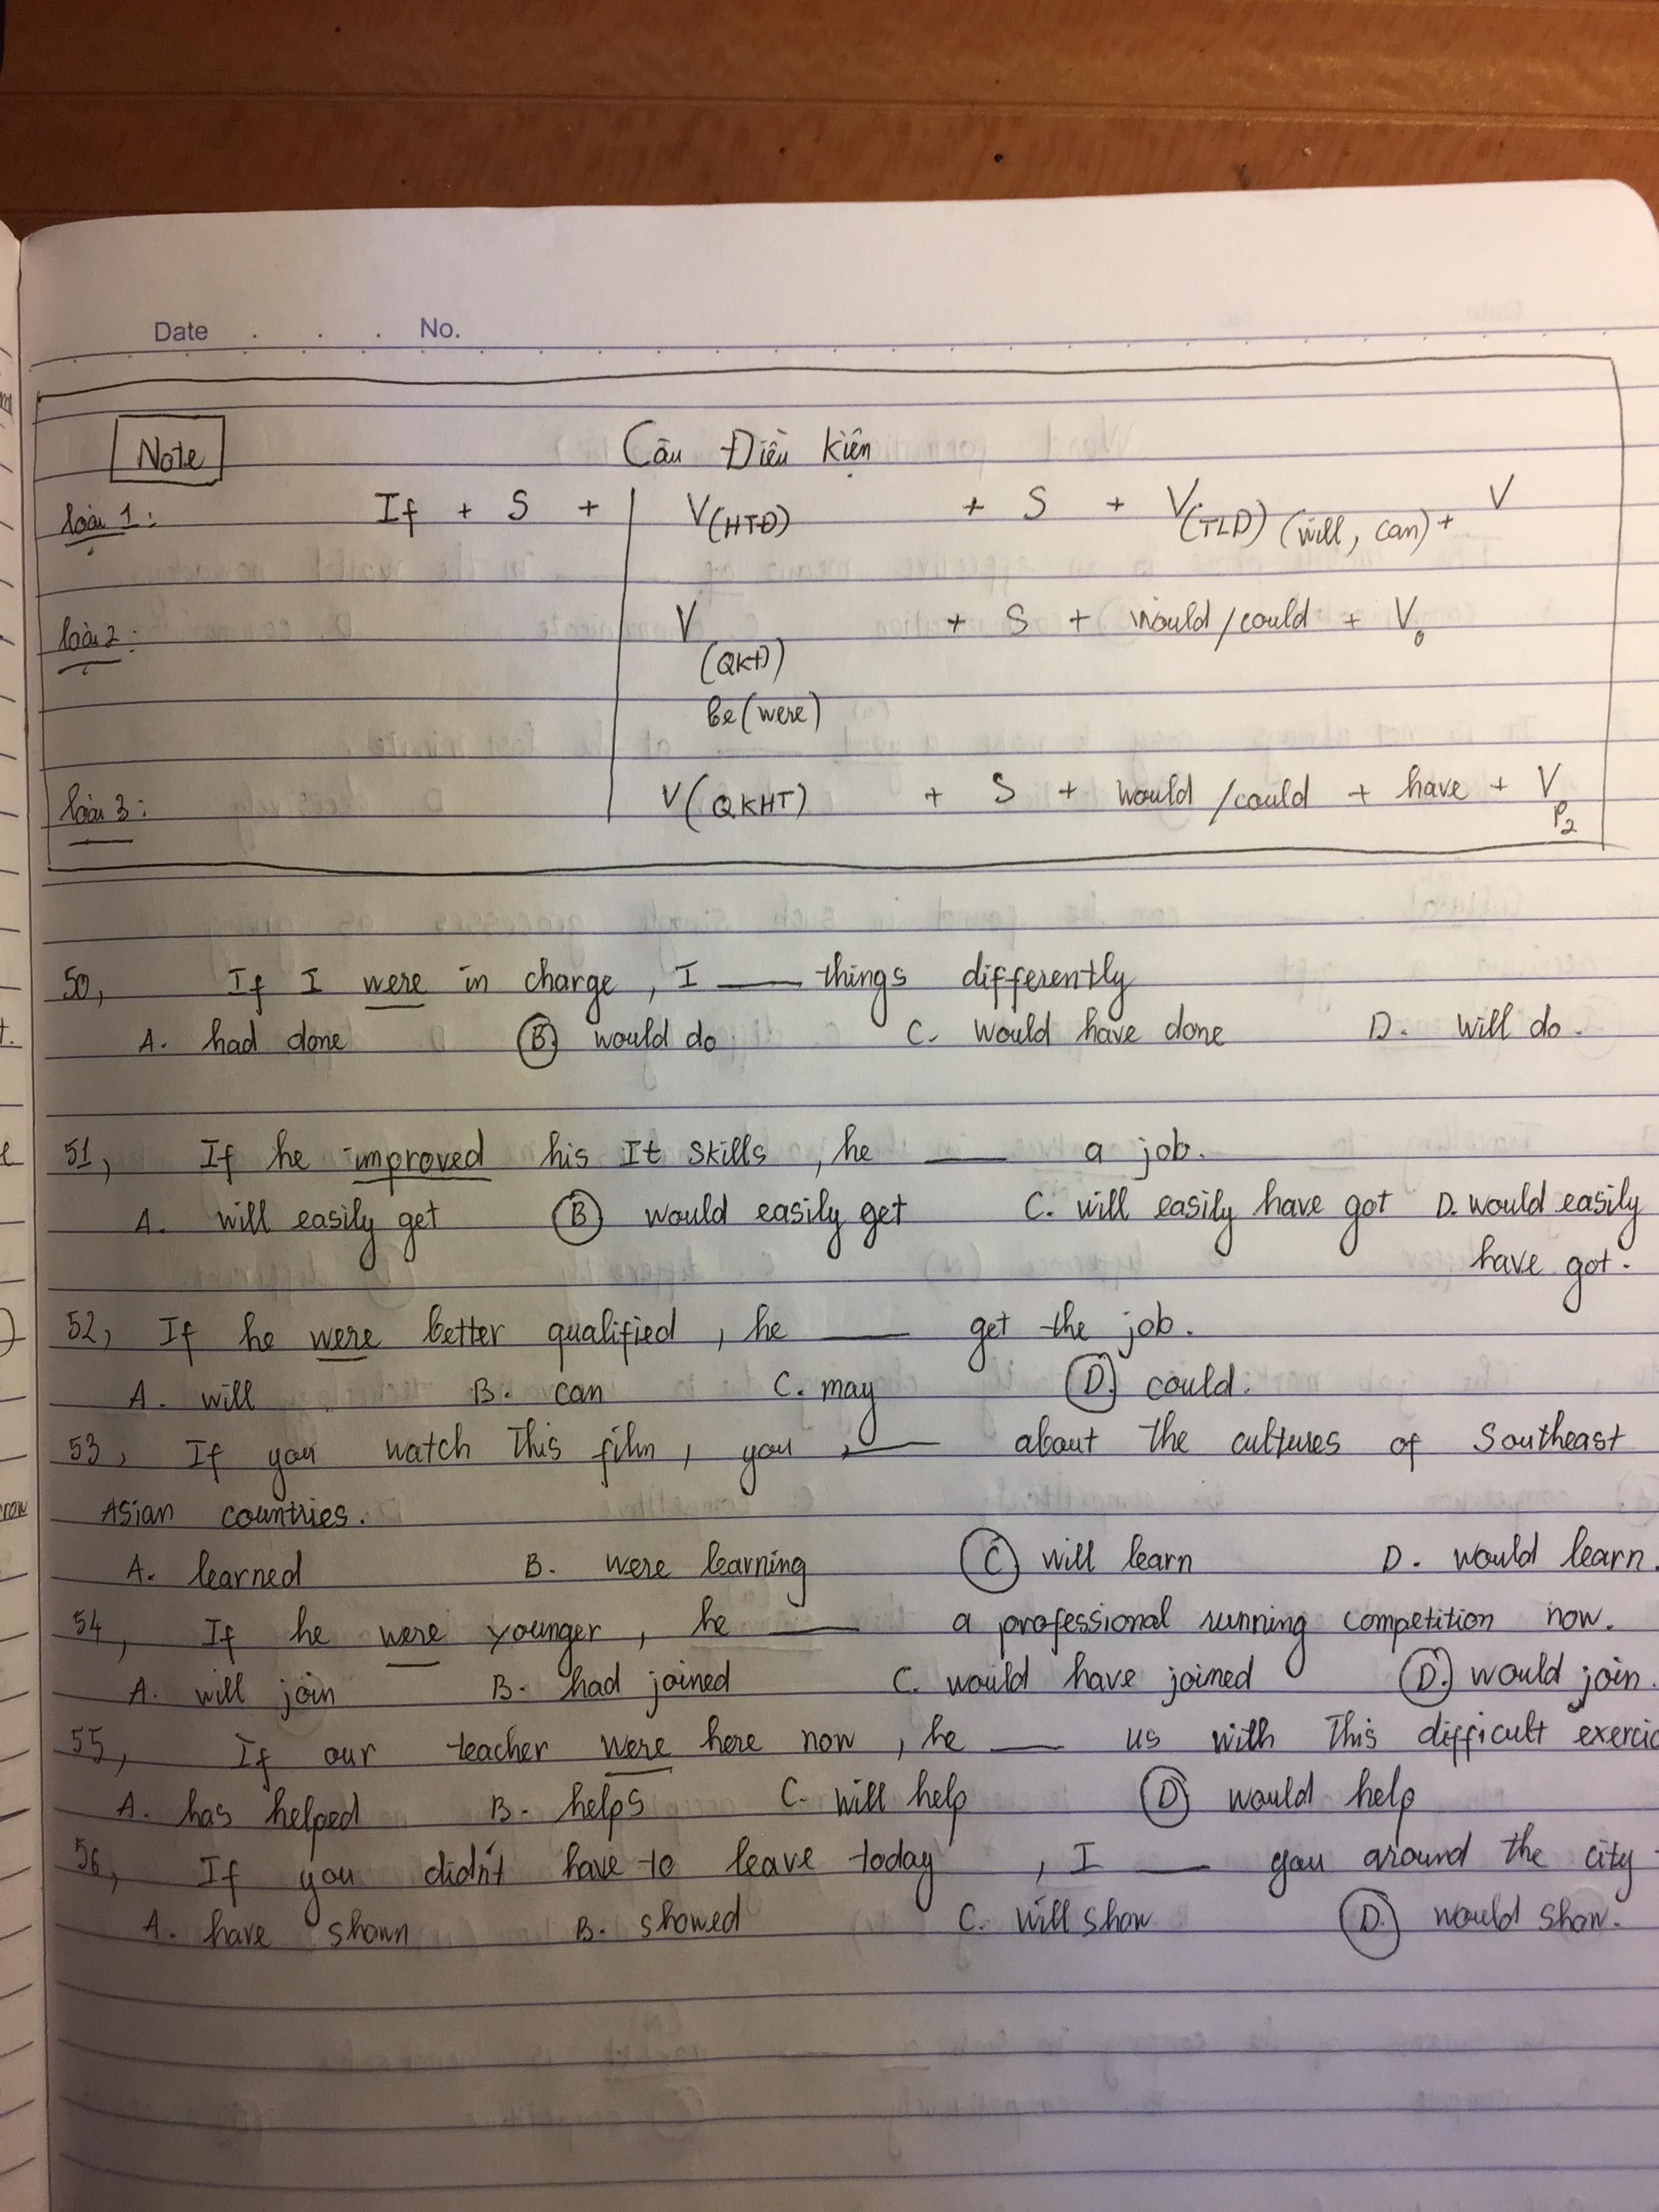 Date No.
Note Câu Điều kiện
loại 1: If + S + V(HTĐ) + S + V(TLĐ) (will, can) + V
loại 2: V(QKĐ) + S + would/could + V₀
be (were)
loại 3: V(QKHT) + S + would/could + have + Vp2
50, If I were in charge, I ___ things differently
A. had done B. would do C. would have done D. will do.
51, If he improved his It skills, he ___ a job.
A. will easily get B. would easily get C. will easily have got D. would easily
have got.
52, If he were better qualified, he ___ get the job.
A. will B. can C. may D. could.
53, If you watch this film, you, ___ about the cultures of Southeast
Asian countries.
A. learned B. were learning C. will learn D. would learn.
54, If he were younger, he ___ a professional running competition now.
A. will join B. had joined C. would have joined D. would join.
55, If our teacher were here now, he ___ us with this difficult exercic
A. has helped B. helps C. will help D. would help
56, If you didn't have to leave today, I ___ you around the city
A. have shown B. showed C. will show D. would show.